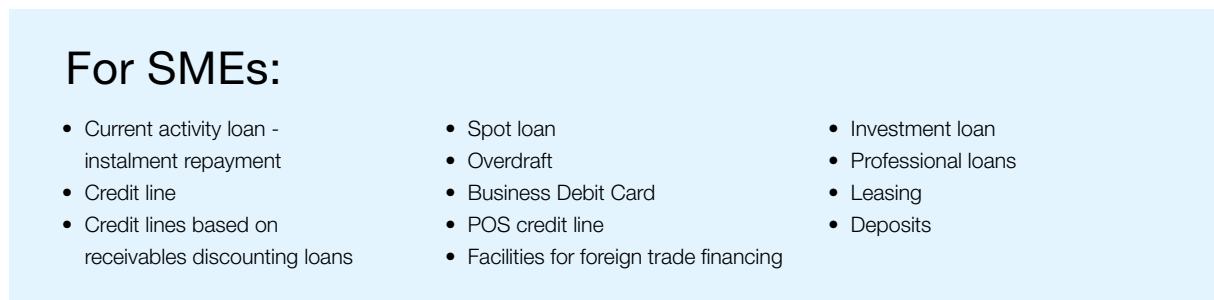 For SMEs:
• Current activity loan -
instalment repayment
• Credit line
• Credit lines based on
receivables discounting loans
• Spot loan
• Overdraft
• Business Debit Card
• POS credit line
• Facilities for foreign trade financing
• Investment loan
• Professional loans
• Leasing
• Deposits